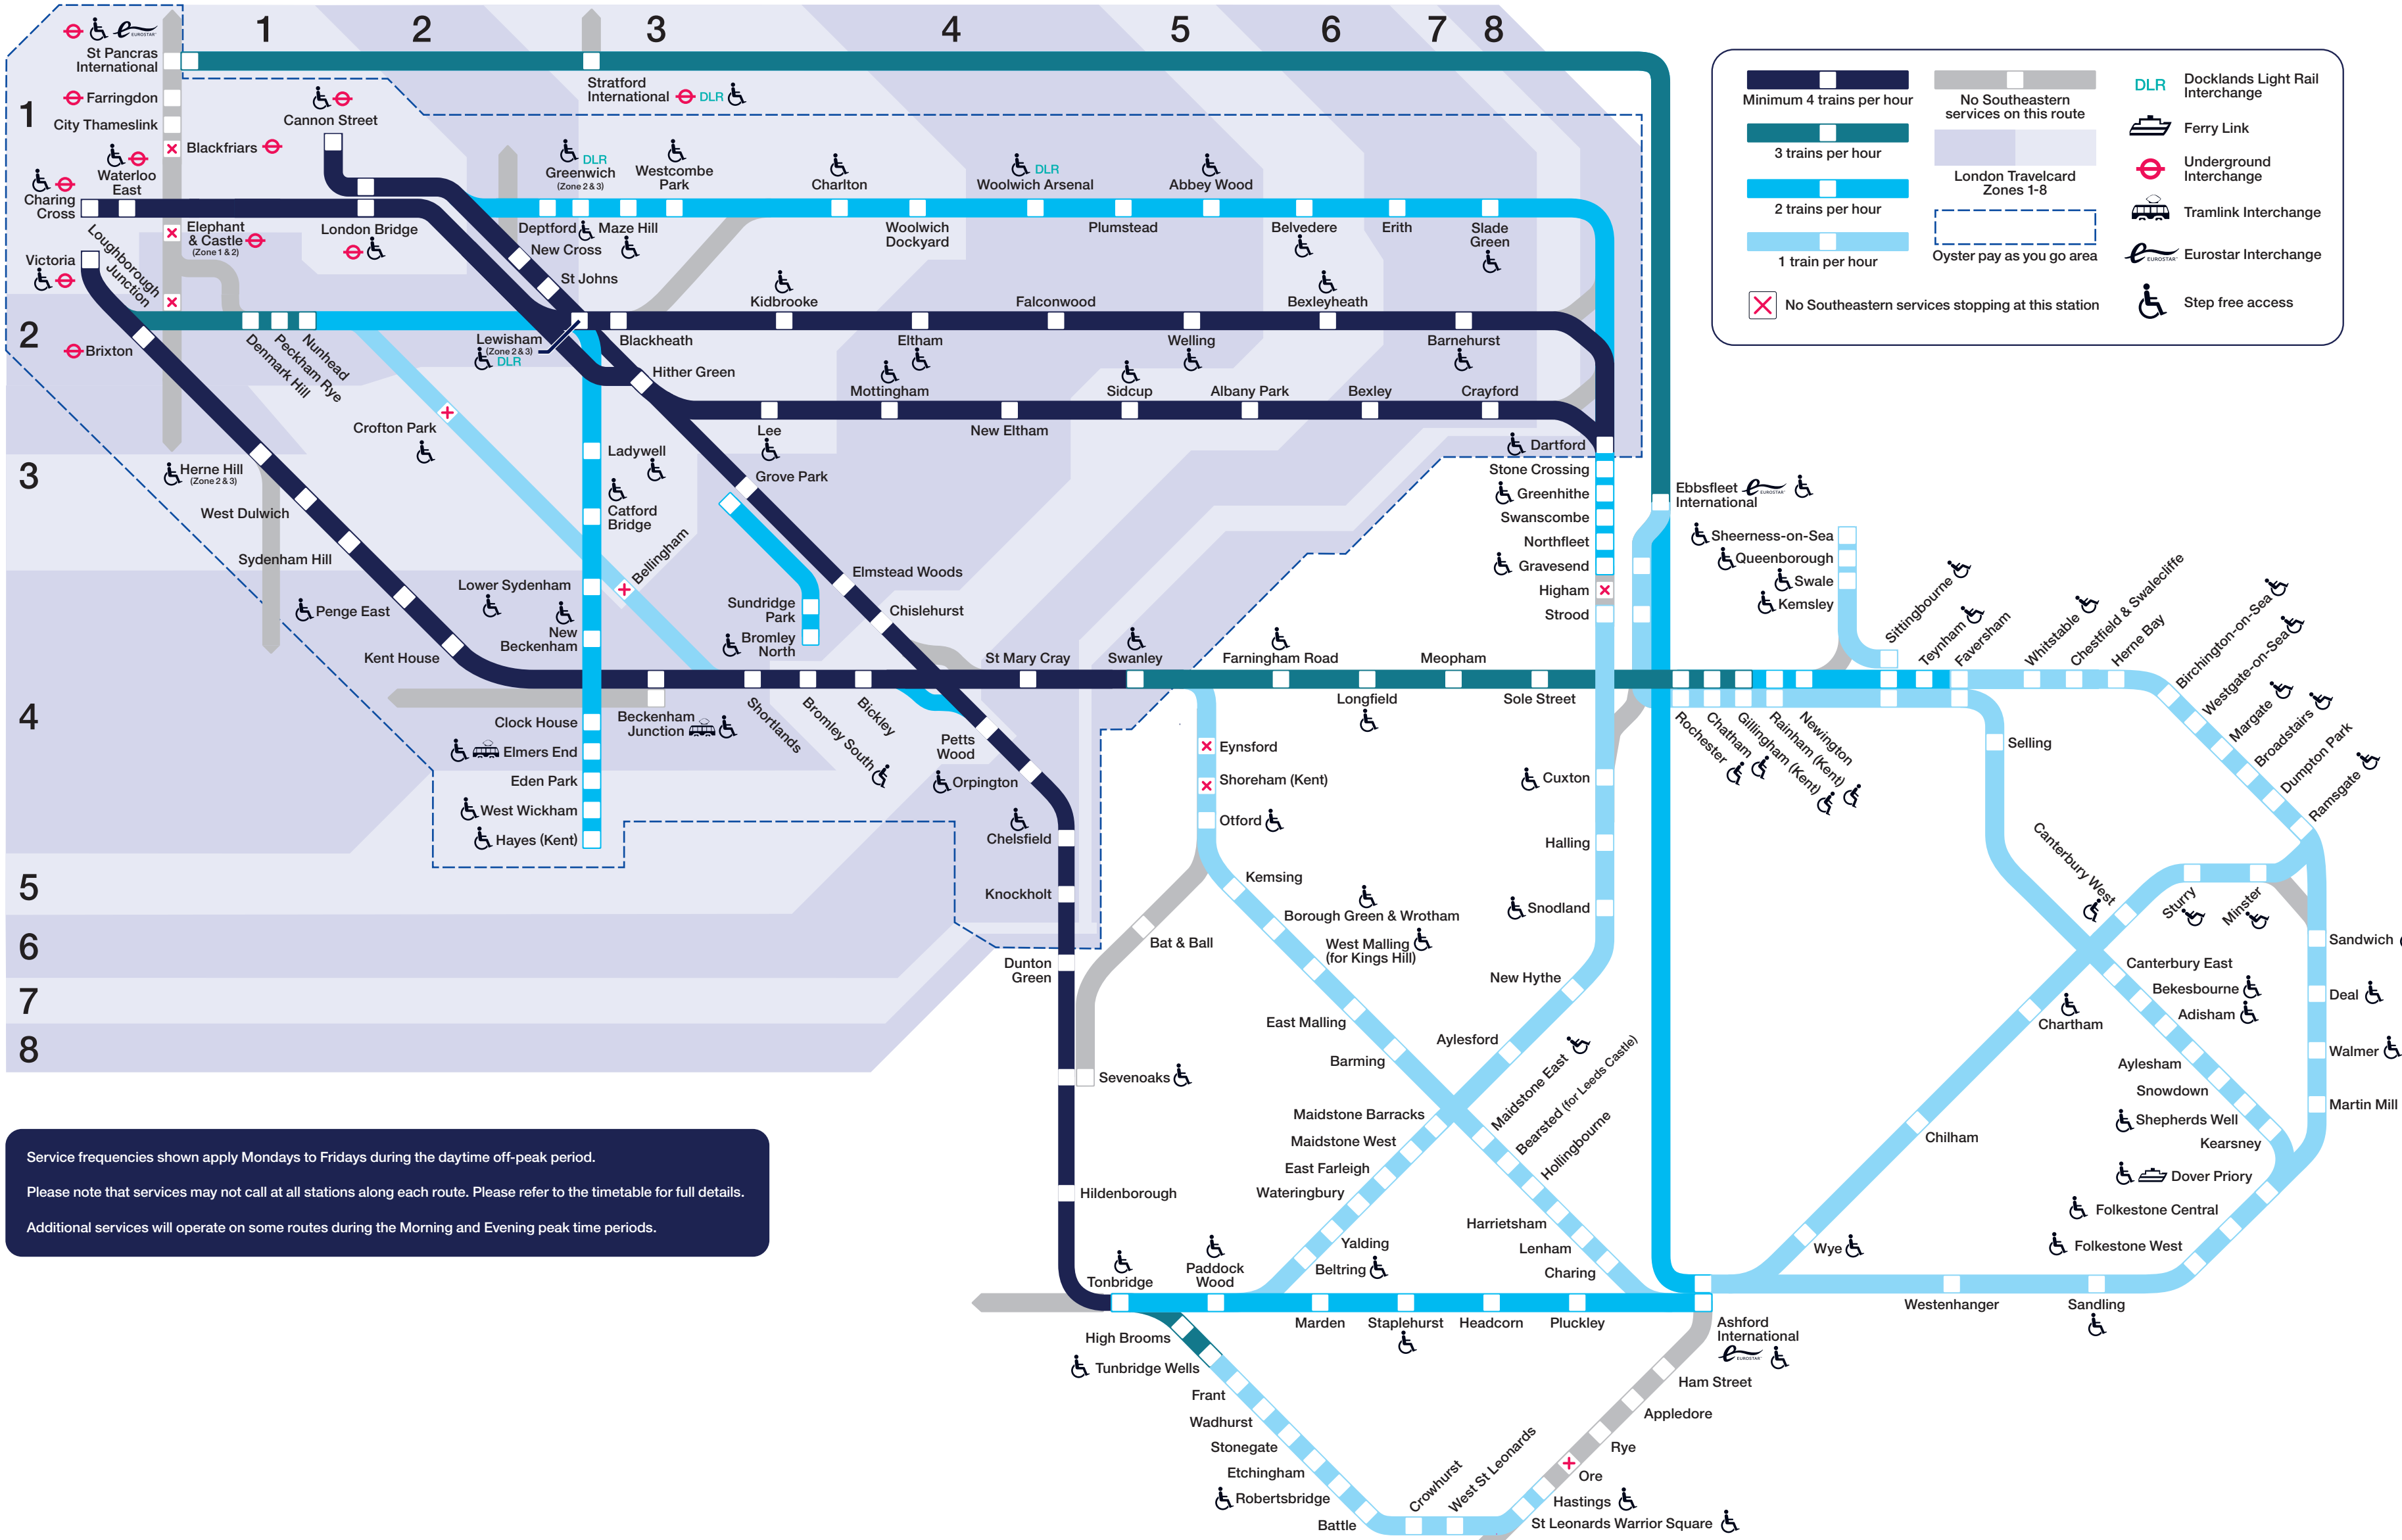 1
2
3
4
5
6
7
8
1
2
3
4
5
6
7
8
EUROSTAR
St Pancras
International
Farringdon
City Thameslink
Blackfriars
Cannon Street
Waterloo
East
Charing
Cross
Elephant
& Castle
(Zone 1 & 2)
London Bridge
Loughborough
Junction
Victoria
Brixton
Denmark Hill
Peckham Rye
Nunhead
Stratford
International
DLR
DLR
Greenwich
(Zone 2 & 3)
Westcombe
Park
Charlton
DLR
Woolwich Arsenal
Abbey Wood
Deptford
Maze Hill
New Cross
St Johns
Woolwich
Dockyard
Plumstead
Belvedere
Erith
Slade
Green
Kidbrooke
Falconwood
Bexleyheath
Lewisham
(Zone 2 & 3)
DLR
Blackheath
Eltham
Welling
Barnehurst
Hither Green
Mottingham
Sidcup
Albany Park
Bexley
Crayford
Lee
New Eltham
Crofton Park
Ladywell
Catford
Bridge
Grove Park
Herne Hill
(Zone 2 & 3)
West Dulwich
Sydenham Hill
Penge East
Kent House
Bellingham
Lower Sydenham
New
Beckenham
Elmstead Woods
Chislehurst
Sundridge
Park
Bromley
North
Clock House
Elmers End
Eden Park
West Wickham
Hayes (Kent)
Beckenham
Junction
Shortlands
Bromley South
Bickley
St Mary Cray
Swanley
Petts
Wood
Orpington
Chelsfield
Knockholt
Dunton
Green
Sevenoaks
Bat & Ball
Hildenborough
Tonbridge
Farningham Road
Longfield
Meopham
Sole Street
Dartford
Stone Crossing
Greenhithe
Swanscombe
Northfleet
Gravesend
Higham
Strood
Ebbsfleet
International
EUROSTAR
Sheerness-on-Sea
Queenborough
Swale
Kemsley
Sittingbourne
Teynham
Faversham
Whitstable
Chestfield & Swalecliffe
Herne Bay
Birchington-on-Sea
Westgate-on-Sea
Margate
Broadstairs
Dumpton Park
Ramsgate
Rochester
Chatham
Gillingham (Kent)
Rainham (Kent)
Newington
Selling
Canterbury West
Sturry
Minster
Sandwich
Deal
Walmer
Martin Mill
Canterbury East
Bekesbourne
Adisham
Aylesham
Snowdown
Shepherds Well
Kearsney
Dover Priory
Folkestone Central
Folkestone West
Chartham
Chilham
Wye
Westenhanger
Sandling
Eynsford
Shoreham (Kent)
Otford
Kemsing
Borough Green & Wrotham
West Malling
(for Kings Hill)
East Malling
Barming
Maidstone East
Bearsted (for Leeds Castle)
Hollingbourne
Harrietsham
Lenham
Charing
Cuxton
Halling
Snodland
New Hythe
Aylesford
Maidstone Barracks
Maidstone West
East Farleigh
Wateringbury
Yalding
Beltring
Paddock
Wood
Marden
Staplehurst
Headcorn
Pluckley
Ashford
International
EUROSTAR
Ham Street
Appledore
Rye
Ore
Hastings
St Leonards Warrior Square
West St Leonards
Crowhurst
High Brooms
Tunbridge Wells
Frant
Wadhurst
Stonegate
Etchingham
Robertsbridge
Battle
Minimum 4 trains per hour
3 trains per hour
2 trains per hour
1 train per hour
No Southeastern services stopping at this station
No Southeastern
services on this route
London Travelcard
Zones 1-8
Oyster pay as you go area
DLR
Docklands Light Rail
Interchange
Ferry Link
Underground
Interchange
Tramlink Interchange
EUROSTAR
Eurostar Interchange
Step free access
Service frequencies shown apply Mondays to Fridays during the daytime off-peak period.
Please note that services may not call at all stations along each route. Please refer to the timetable for full details.
Additional services will operate on some routes during the Morning and Evening peak time periods.